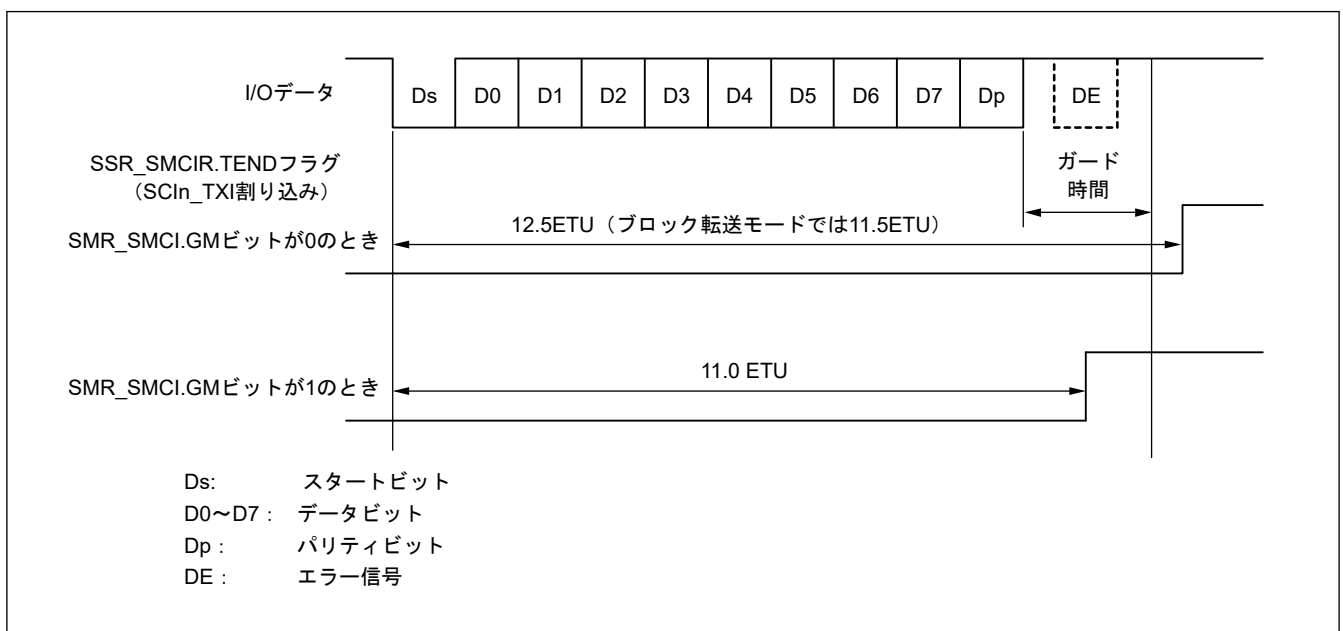 I/Oデータ
Ds D0 D1 D2 D3 D4 D5 D6 D7 Dp DE
SSR_SMCIR.TENDフラグ
（SCIn_TXI割り込み）
ガード
時間
SMR_SMCI.GMビットが0のとき
12.5ETU（ブロック転送モードでは11.5ETU）
SMR_SMCI.GMビットが1のとき
11.0 ETU
Ds: スタートビット
D0～D7： データビット
Dp： パリティビット
DE： エラー信号